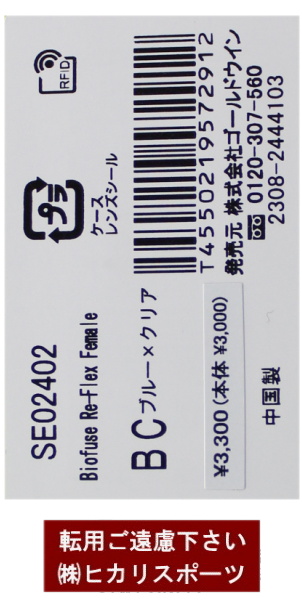 SE02402
Biofuse Re-Flex Female
BC ブルー×クリア
¥3,300(本体 ¥3,000)
中国製
RFID
プラ
ケース
レンズシール
T4550219572912
発売元 株式会社ゴールドウイン
0120-307-560
2308-2444103
転用ご遠慮下さい
㈱ヒカリスポーツ